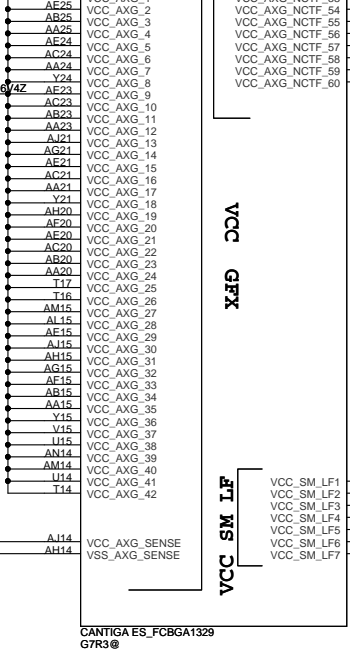 AE25 VCC_AXG_2 VCC_AXG_NCTF_54
AB25 VCC_AXG_3 VCC_AXG_NCTF_55
AA25 VCC_AXG_4 VCC_AXG_NCTF_56
AE24 VCC_AXG_5 VCC_AXG_NCTF_57
AC24 VCC_AXG_6 VCC_AXG_NCTF_58
AA24 VCC_AXG_7 VCC_AXG_NCTF_59
Y24 VCC_AXG_8 VCC_AXG_NCTF_60
AE23 VCC_AXG_9
AC23 VCC_AXG_10
AB23 VCC_AXG_11
AA23 VCC_AXG_12
AJ21 VCC_AXG_13
AG21 VCC_AXG_14
AE21 VCC_AXG_15
AC21 VCC_AXG_16
AA21 VCC_AXG_17
Y21 VCC_AXG_18
AH20 VCC_AXG_19
AF20 VCC_AXG_20
AE20 VCC_AXG_21
AC20 VCC_AXG_22
AB20 VCC_AXG_23
AA20 VCC_AXG_24
T17 VCC_AXG_25
T16 VCC_AXG_26
AM15 VCC_AXG_27
AL15 VCC_AXG_28
AE15 VCC_AXG_29
AJ15 VCC_AXG_30
AH15 VCC_AXG_31
AG15 VCC_AXG_32
AF15 VCC_AXG_33
AB15 VCC_AXG_34
AA15 VCC_AXG_35
Y15 VCC_AXG_36
V15 VCC_AXG_37
U15 VCC_AXG_38
AN14 VCC_AXG_39
AM14 VCC_AXG_40
U14 VCC_AXG_41
T14 VCC_AXG_42
AJ14 VCC_AXG_SENSE
AH14 VSS_AXG_SENSE
VCC GFX
VCC SM LF
VCC_SM_LF1
VCC_SM_LF2
VCC_SM_LF3
VCC_SM_LF4
VCC_SM_LF5
VCC_SM_LF6
VCC_SM_LF7
CANTIGA ES_FCBGA1329
G7R3@